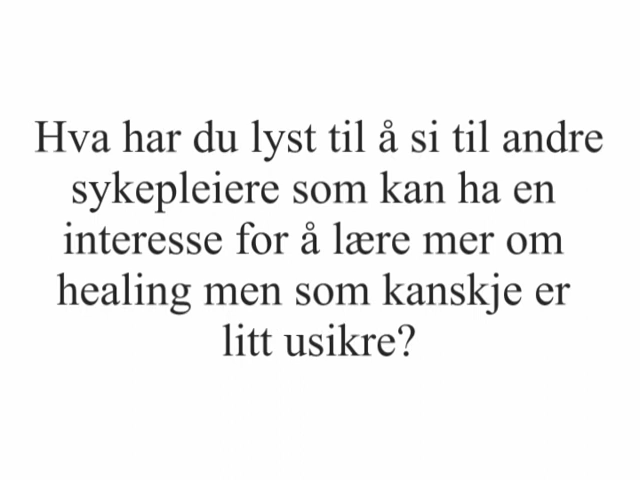 Hva har du lyst til å si til andre
sykepleiere som kan ha en
interesse for å lære mer om
healing men som kanskje er
litt usikre?